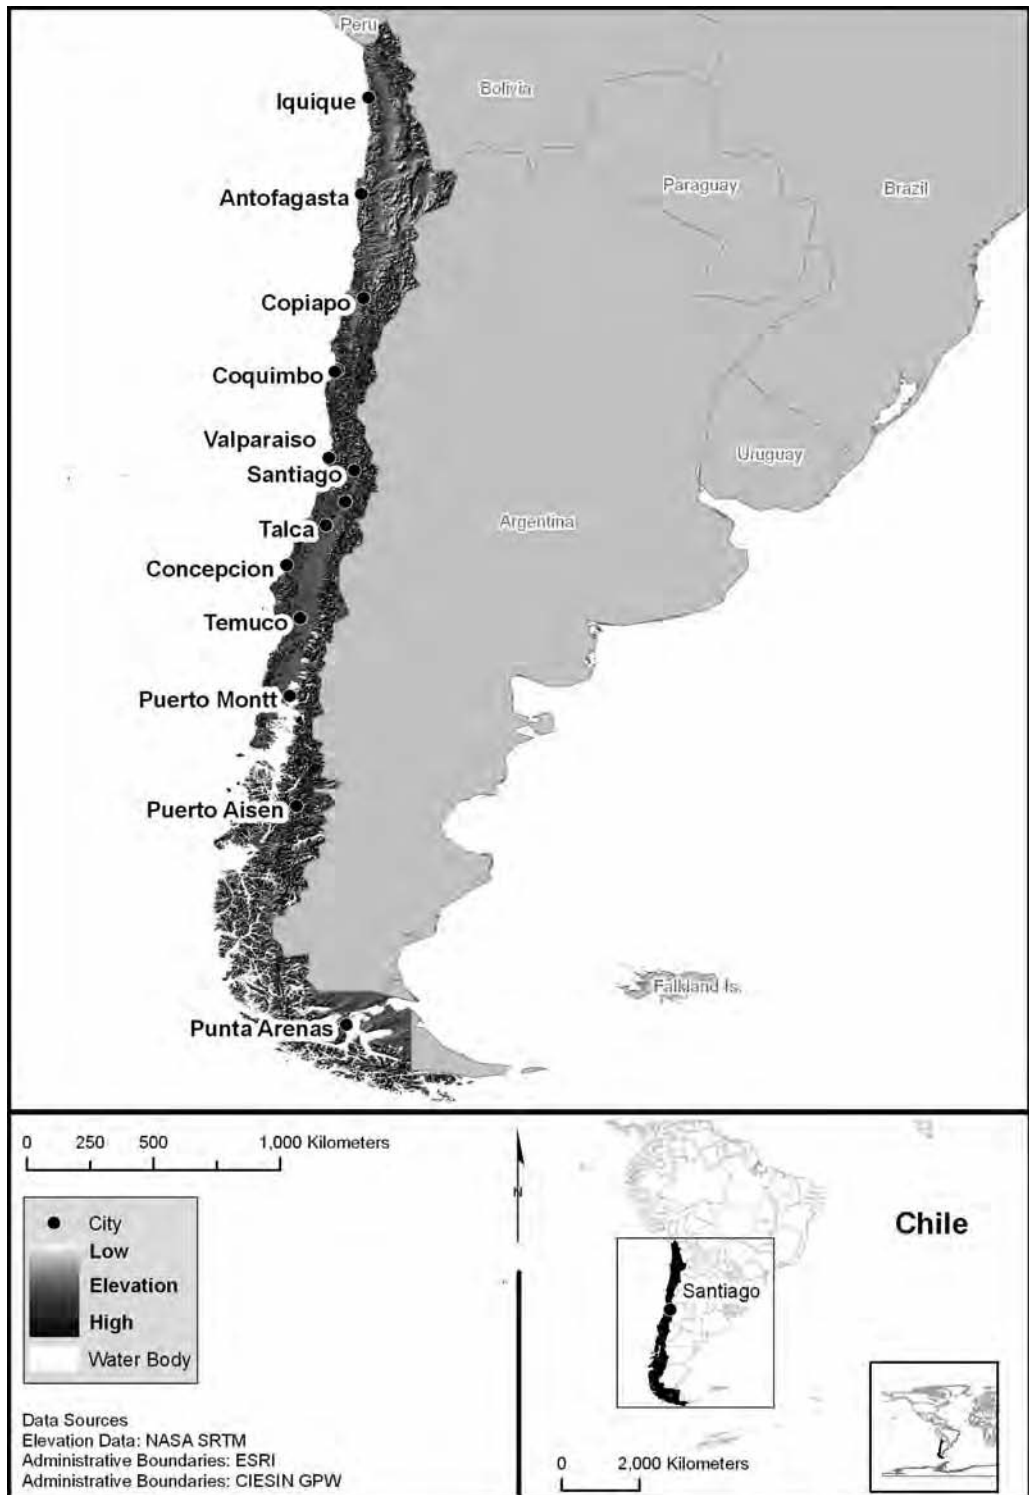 Peru
Bolivia
Iquique
Paraguay
Brazil
Antofagasta
Copiapo
Coquimbo
Valparaiso
Uruguay
Santiago
Argentina
Talca
Concepcion
Temuco
Puerto Montt
Puerto Aisen
Falkland Is.
Punta Arenas
0 250 500 1,000 Kilometers
N
City
Low
Elevation
High
Water Body
Chile
Santiago
0 2,000 Kilometers
Data Sources
Elevation Data: NASA SRTM
Administrative Boundaries: ESRI
Administrative Boundaries: CIESIN GPW